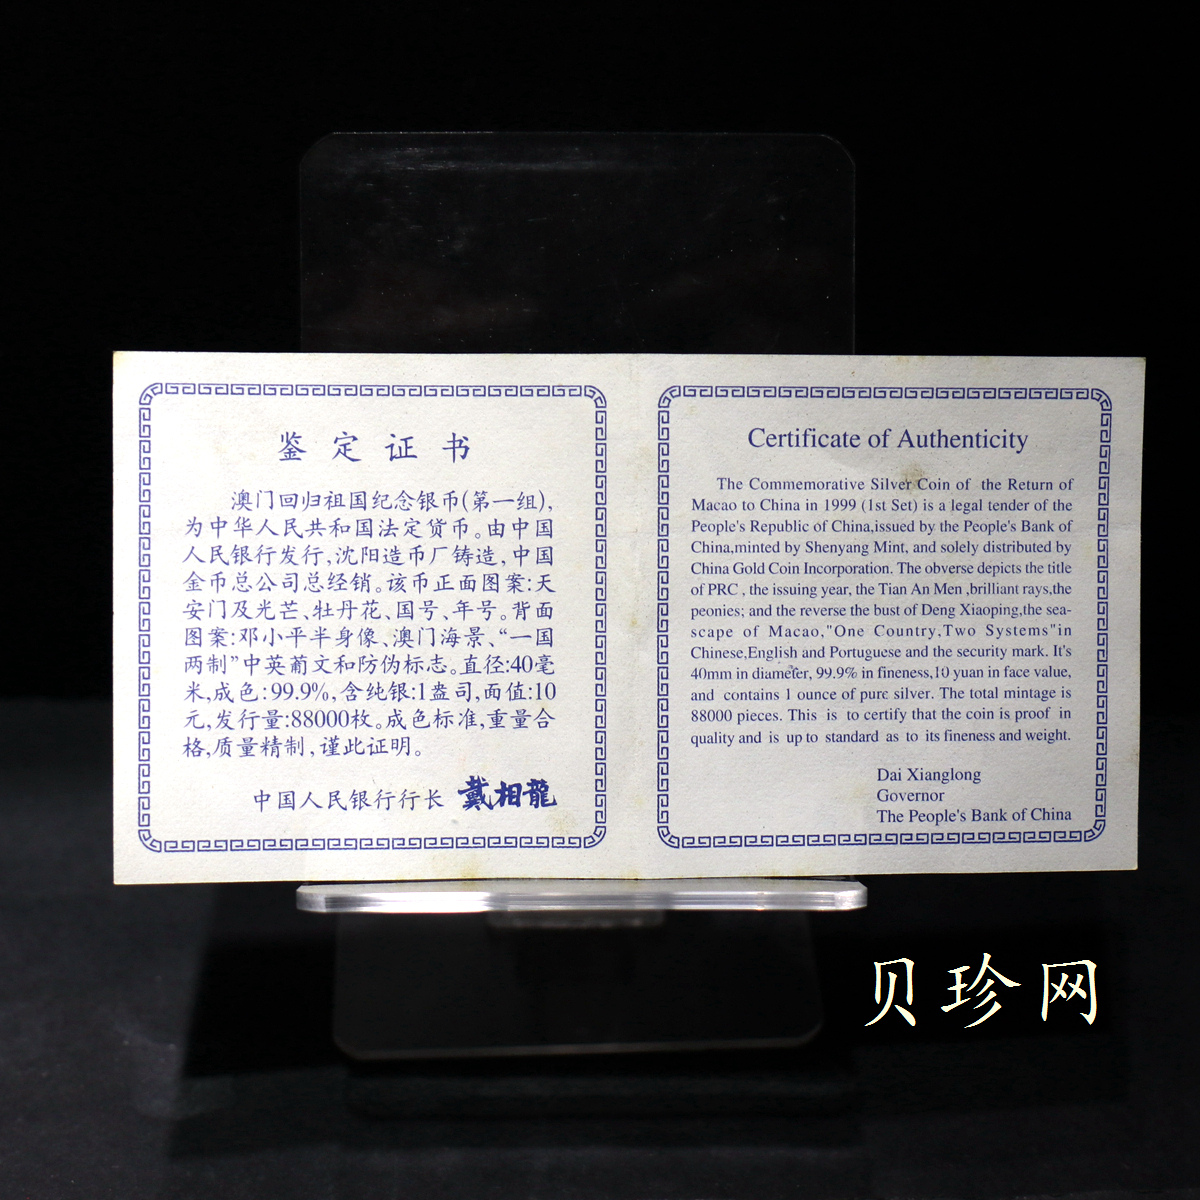 鉴定证书
澳门回归祖国纪念银币(第一组),
为中华人民共和国法定货币。由中国
人民银行发行,沈阳造币厂铸造,中国
金币总公司总经销。该币正面图案:天
安门及光芒、牡丹花、国号、年号。背面
图案:邓小平半身像、澳门海景、“一国
两制”中英葡文和防伪标志。直径:40毫
米,成色:99.9%,含纯银:1盎司,面值:10
元,发行量:88000枚。成色标准,重量合
格,质量精制,谨此证明。
中国人民银行行长 戴相龍
Certificate of Authenticity
The Commemorative Silver Coin of the Return of
Macao to China in 1999 (1st Set) is a legal tender of the
People's Republic of China,issued by the People's Bank of
China,minted by Shenyang Mint, and solely distributed by
China Gold Coin Incorporation. The obverse depicts the title
of PRC , the issuing year, the Tian An Men ,brilliant rays,the
peonies; and the reverse the bust of Deng Xiaoping,the sea-
scape of Macao,"One Country,Two Systems"in
Chinese,English and Portuguese and the security mark. It's
40mm in diameter, 99.9% in fineness,10 yuan in face value,
and contains 1 ounce of pure silver. The total mintage is
88000 pieces. This is to certify that the coin is proof in
quality and is up to standard as to its fineness and weight.
Dai Xianglong
Governor
The People's Bank of China
贝珍网